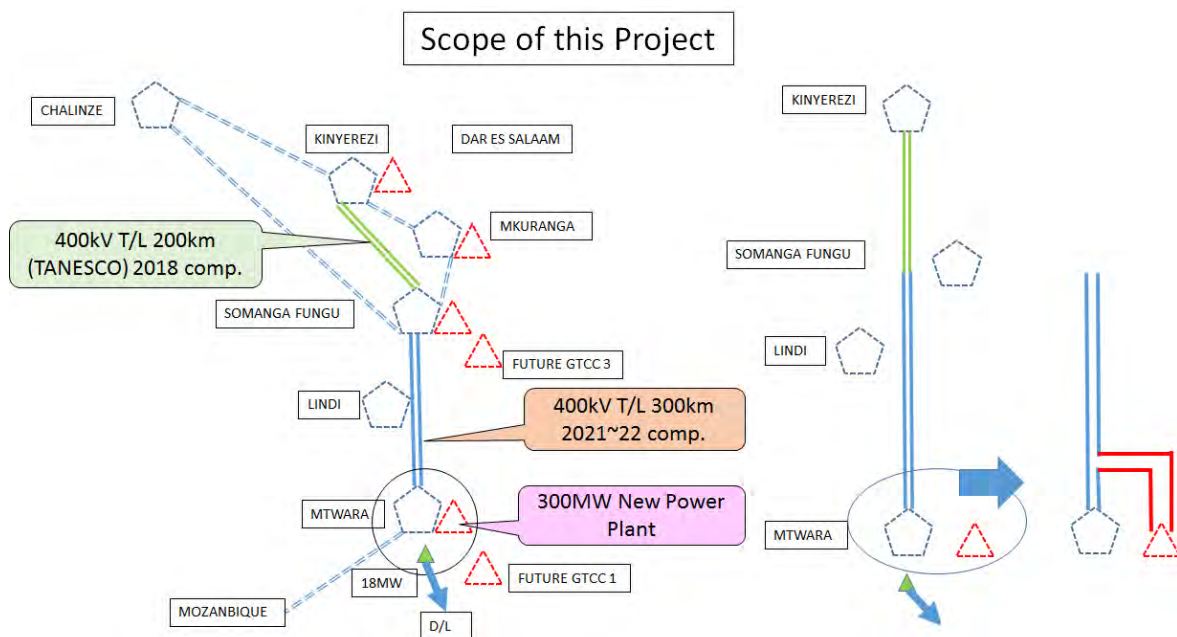 Scope of this Project
CHALINZE
KINYEREZI
DAR ES SALAAM
MKURANGA
400kV T/L 200km
(TANESCO) 2018 comp.
SOMANGA FUNGU
FUTURE GTCC 3
LINDI
400kV T/L 300km
2021~22 comp.
MTWARA
300MW New Power
Plant
18MW
FUTURE GTCC 1
MOZANBIQUE
D/L
KINYEREZI
SOMANGA FUNGU
LINDI
MTWARA